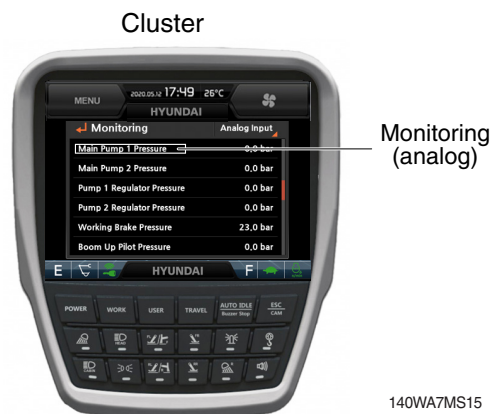 Cluster
MENU
2020.05.12 17:49 26°C
HYUNDAI
Monitoring Analog Input
Main Pump 1 Pressure 0,0 bar
Main Pump 2 Pressure 0,0 bar
Pump 1 Regulator Pressure 0,0 bar
Pump 2 Regulator Pressure 0,0 bar
Working Brake Pressure 23,0 bar
Boom Up Pilot Pressure 0,0 bar
Monitoring
(analog)
E HYUNDAI F
POWER WORK USER TRAVEL AUTO IDLE ESC
Buzzer Stop CAM
HEAD
CABIN
140WA7MS15